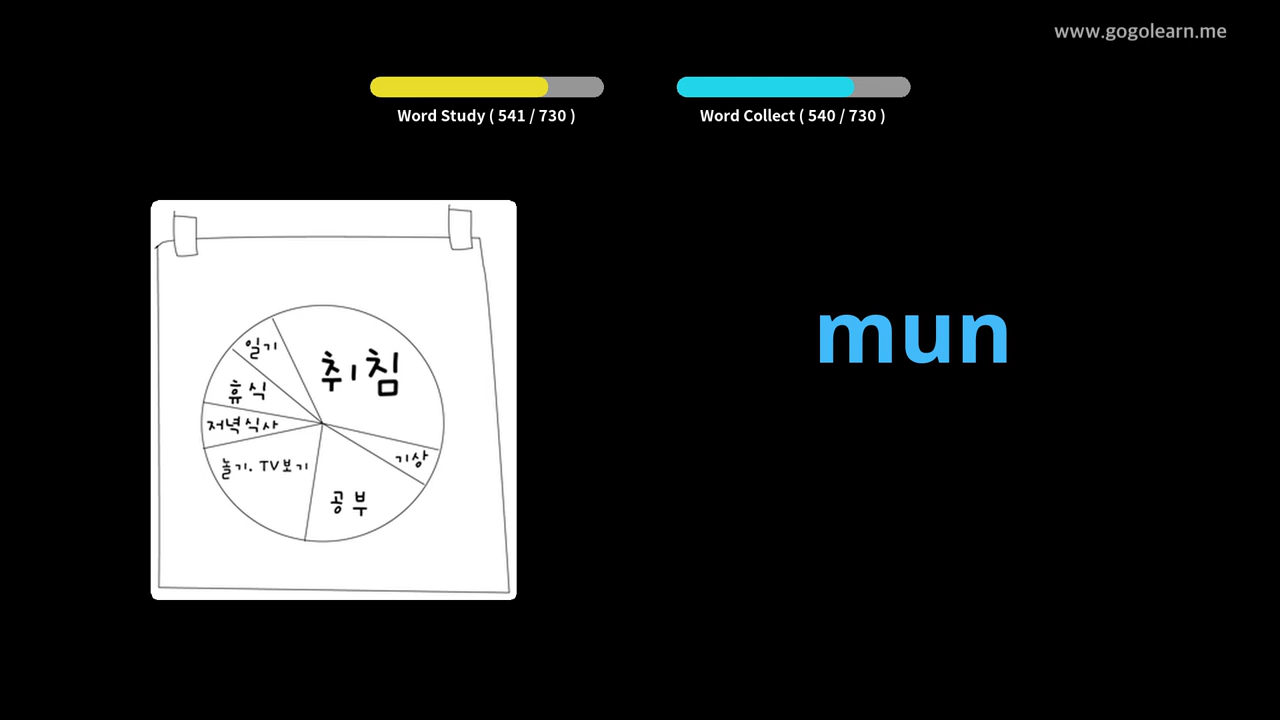 www.gogolearn.me
Word Study ( 541 / 730 )
Word Collect ( 540 / 730 )
mun
일기
취침
휴식
저녁식사
놀기. TV보기
기상
공부